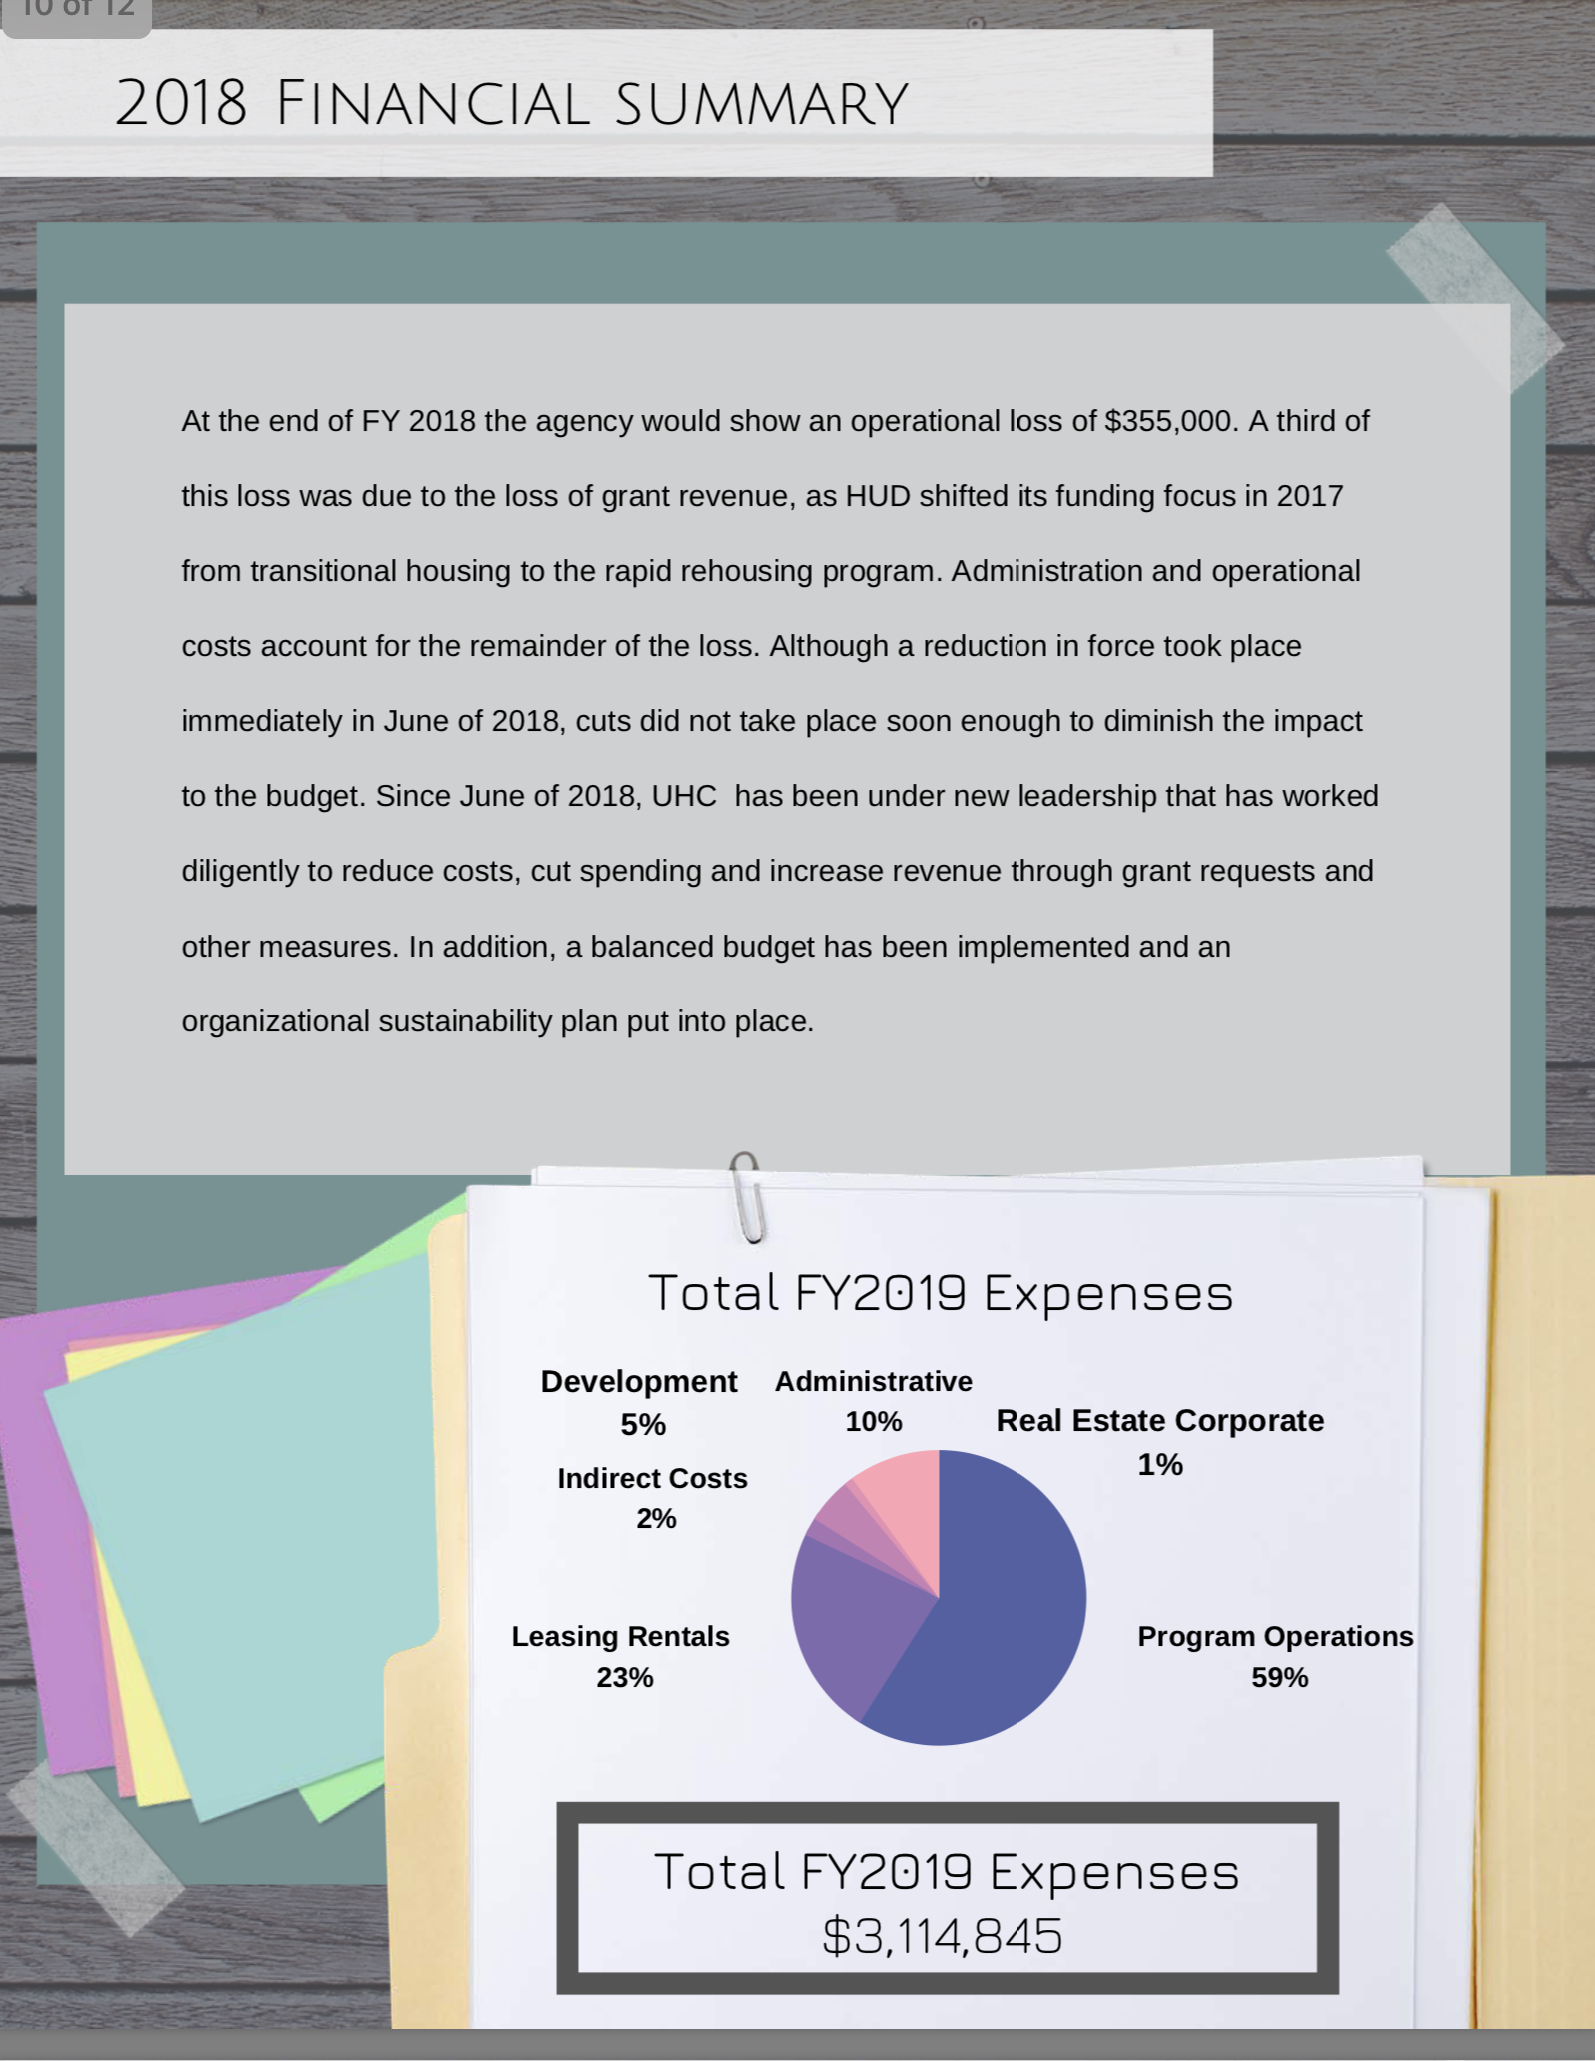 10 of 12
2018 Financial summary
At the end of FY 2018 the agency would show an operational loss of $355,000. A third of
this loss was due to the loss of grant revenue, as HUD shifted its funding focus in 2017
from transitional housing to the rapid rehousing program. Administration and operational
costs account for the remainder of the loss. Although a reduction in force took place
immediately in June of 2018, cuts did not take place soon enough to diminish the impact
to the budget. Since June of 2018, UHC  has been under new leadership that has worked
diligently to reduce costs, cut spending and increase revenue through grant requests and
other measures. In addition, a balanced budget has been implemented and an
organizational sustainability plan put into place.
Total FY2019 Expenses
Development
5%
Administrative
10%
Real Estate Corporate
1%
Indirect Costs
2%
Leasing Rentals
23%
Program Operations
59%
Total FY2019 Expenses
$3,114,845